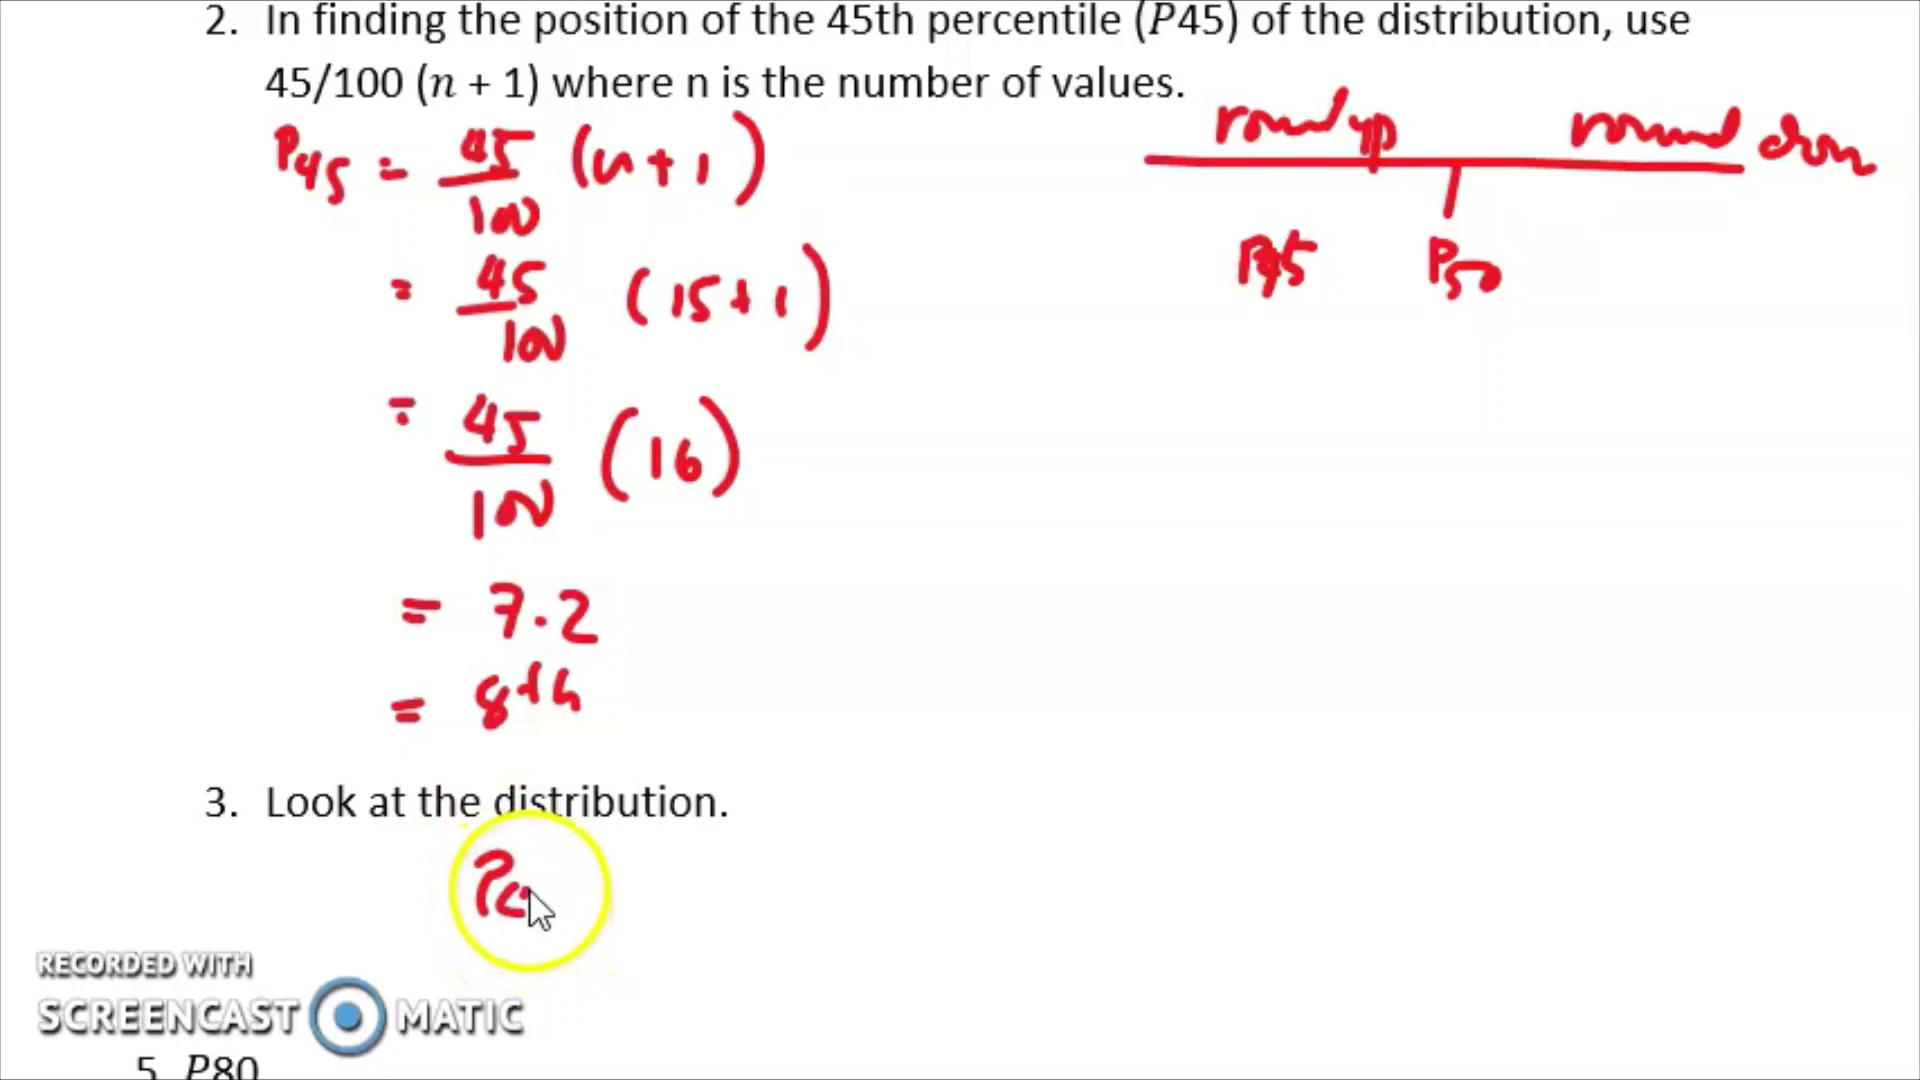 2. In finding the position of the 45th percentile (P45) of the distribution, use
45/100 (n + 1) where n is the number of values.
round up round down
P45 = 45/100 (n + 1)
P45 P50
= 45/100 (15 + 1)
= 45/100 (16)
= 7.2
= 8th
3. Look at the distribution.
RECORDED WITH
SCREENCAST MATIC
5. P80